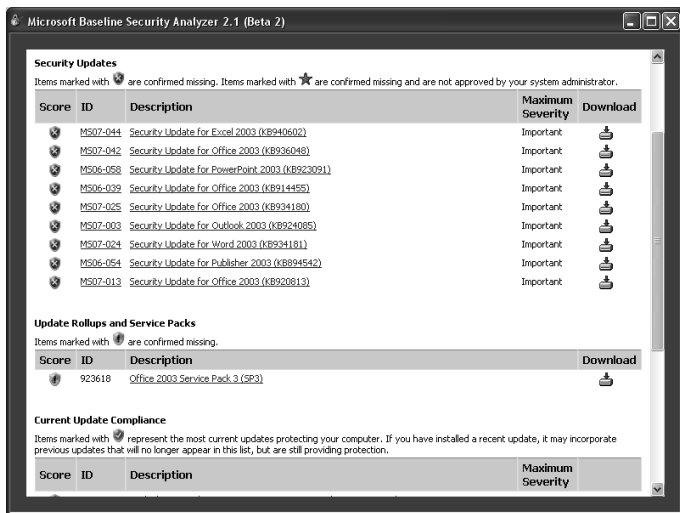 Microsoft Baseline Security Analyzer 2.1 (Beta 2)
Security Updates
Items marked with are confirmed missing. Items marked with are confirmed missing and are not approved by your system administrator.
Score ID Description Maximum Severity Download
MS07-044 Security Update for Excel 2003 (KB940602) Important
MS07-042 Security Update for Office 2003 (KB936048) Important
MS06-058 Security Update for PowerPoint 2003 (KB923091) Important
MS06-039 Security Update for Office 2003 (KB914455) Important
MS07-025 Security Update for Office 2003 (KB934180) Important
MS07-003 Security Update for Outlook 2003 (KB924085) Important
MS07-024 Security Update for Word 2003 (KB934181) Important
MS06-054 Security Update for Publisher 2003 (KB894542) Important
MS07-013 Security Update for Office 2003 (KB920813) Important
Update Rollups and Service Packs
Items marked with are confirmed missing.
Score ID Description Download
923618 Office 2003 Service Pack 3 (SP3)
Current Update Compliance
Items marked with represent the most current updates protecting your computer. If you have installed a recent update, it may incorporate
previous updates that will no longer appear in this list, but are still providing protection.
Score ID Description Maximum Severity